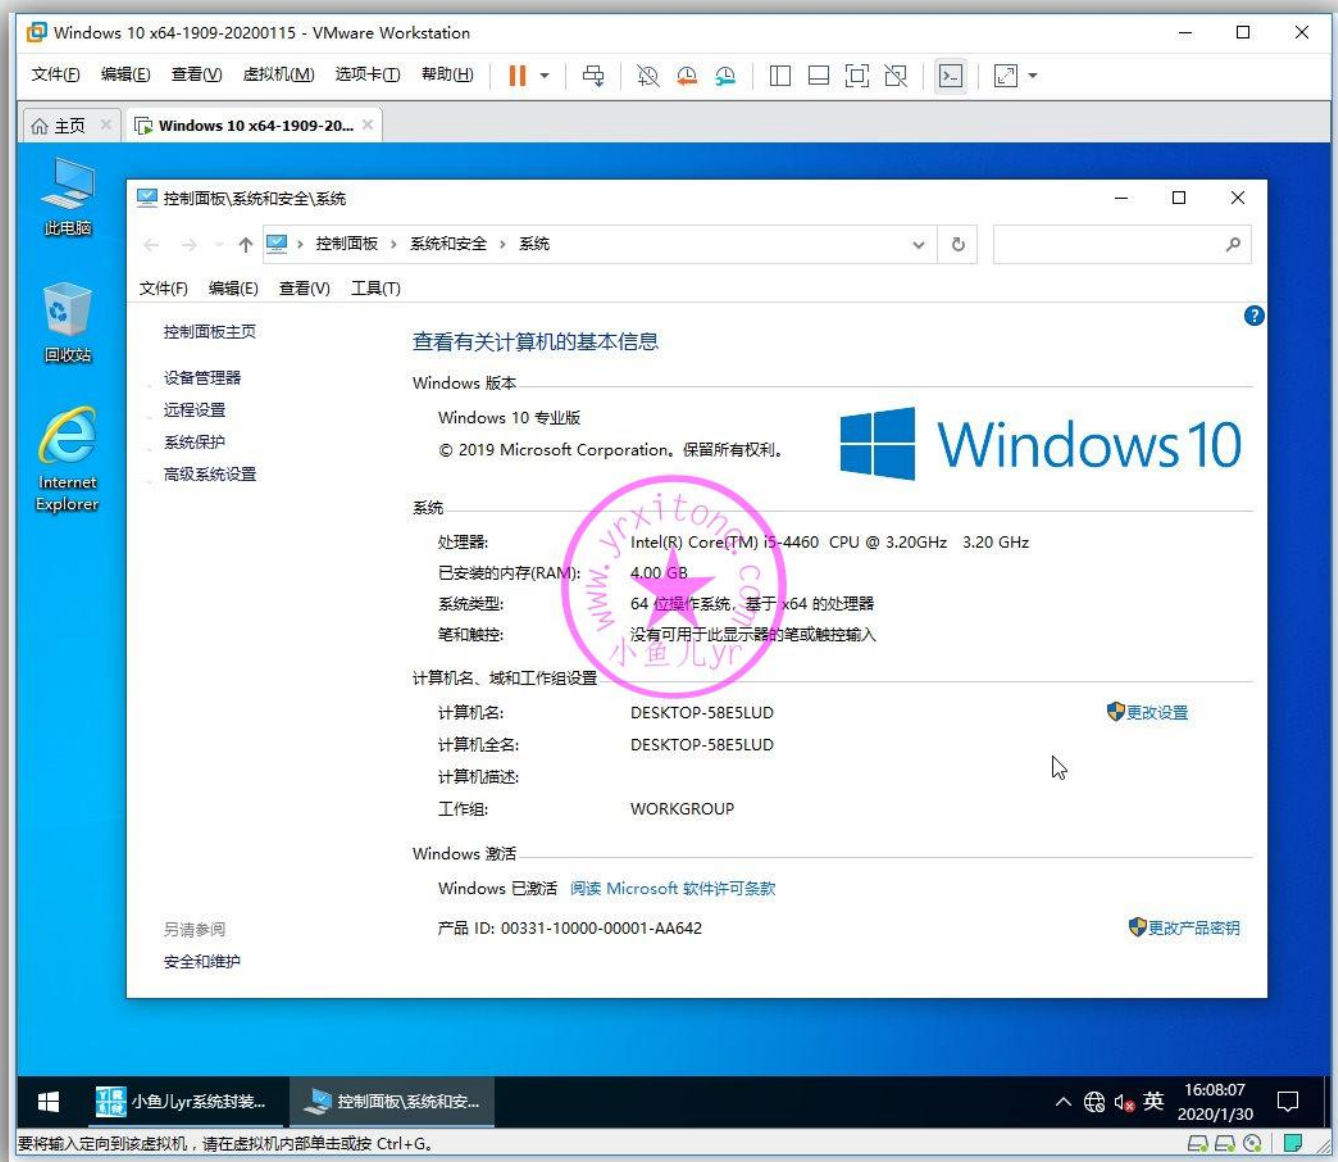 Windows 10 x64-1909-20200115 - VMware Workstation
文件(F) 编辑(E) 查看(V) 虚拟机(M) 选项卡(T) 帮助(H)
主页 Windows 10 x64-1909-20...
此电脑
回收站
Internet
Explorer
控制面板\系统和安全\系统
控制面板 › 系统和安全 › 系统
文件(F) 编辑(E) 查看(V) 工具(T)
控制面板主页
设备管理器
远程设置
系统保护
高级系统设置
查看有关计算机的基本信息
Windows 版本
Windows 10 专业版
© 2019 Microsoft Corporation。保留所有权利。
Windows 10
系统
处理器: Intel(R) Core(TM) i5-4460 CPU @ 3.20GHz 3.20 GHz
已安装的内存(RAM): 4.00 GB
系统类型: 64 位操作系统，基于 x64 的处理器
笔和触控: 没有可用于此显示器的笔或触控输入
www.yrxitong.com
小鱼儿yr
计算机名、域和工作组设置
计算机名: DESKTOP-58E5LUD 更改设置
计算机全名: DESKTOP-58E5LUD
计算机描述:
工作组: WORKGROUP
Windows 激活
Windows 已激活 阅读 Microsoft 软件许可条款
产品 ID: 00331-10000-00001-AA642 更改产品密钥
另请参阅
安全和维护
YR
系统
小鱼儿yr系统封装... 控制面板\系统和安... 英 16:08:07
2020/1/30
要将输入定向到该虚拟机，请在虚拟机内部单击或按 Ctrl+G。